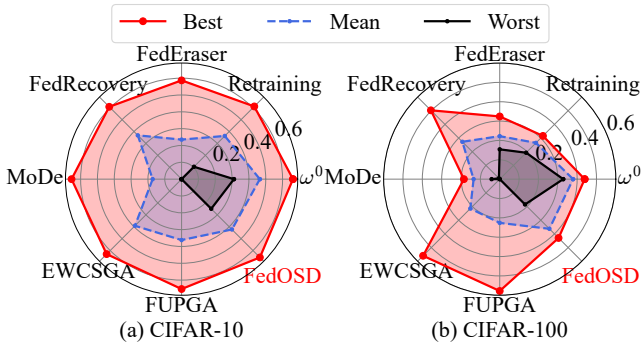 Best Mean Worst
FedEraser FedEraser
FedRecovery Retraining FedRecovery Retraining
0.6 0.6
0.4 0.4
0.2 0.2
MoDe ω⁰ MoDe ω⁰
EWCSGA FedOSD EWCSGA FedOSD
FUPGA FUPGA
(a) CIFAR-10 (b) CIFAR-100